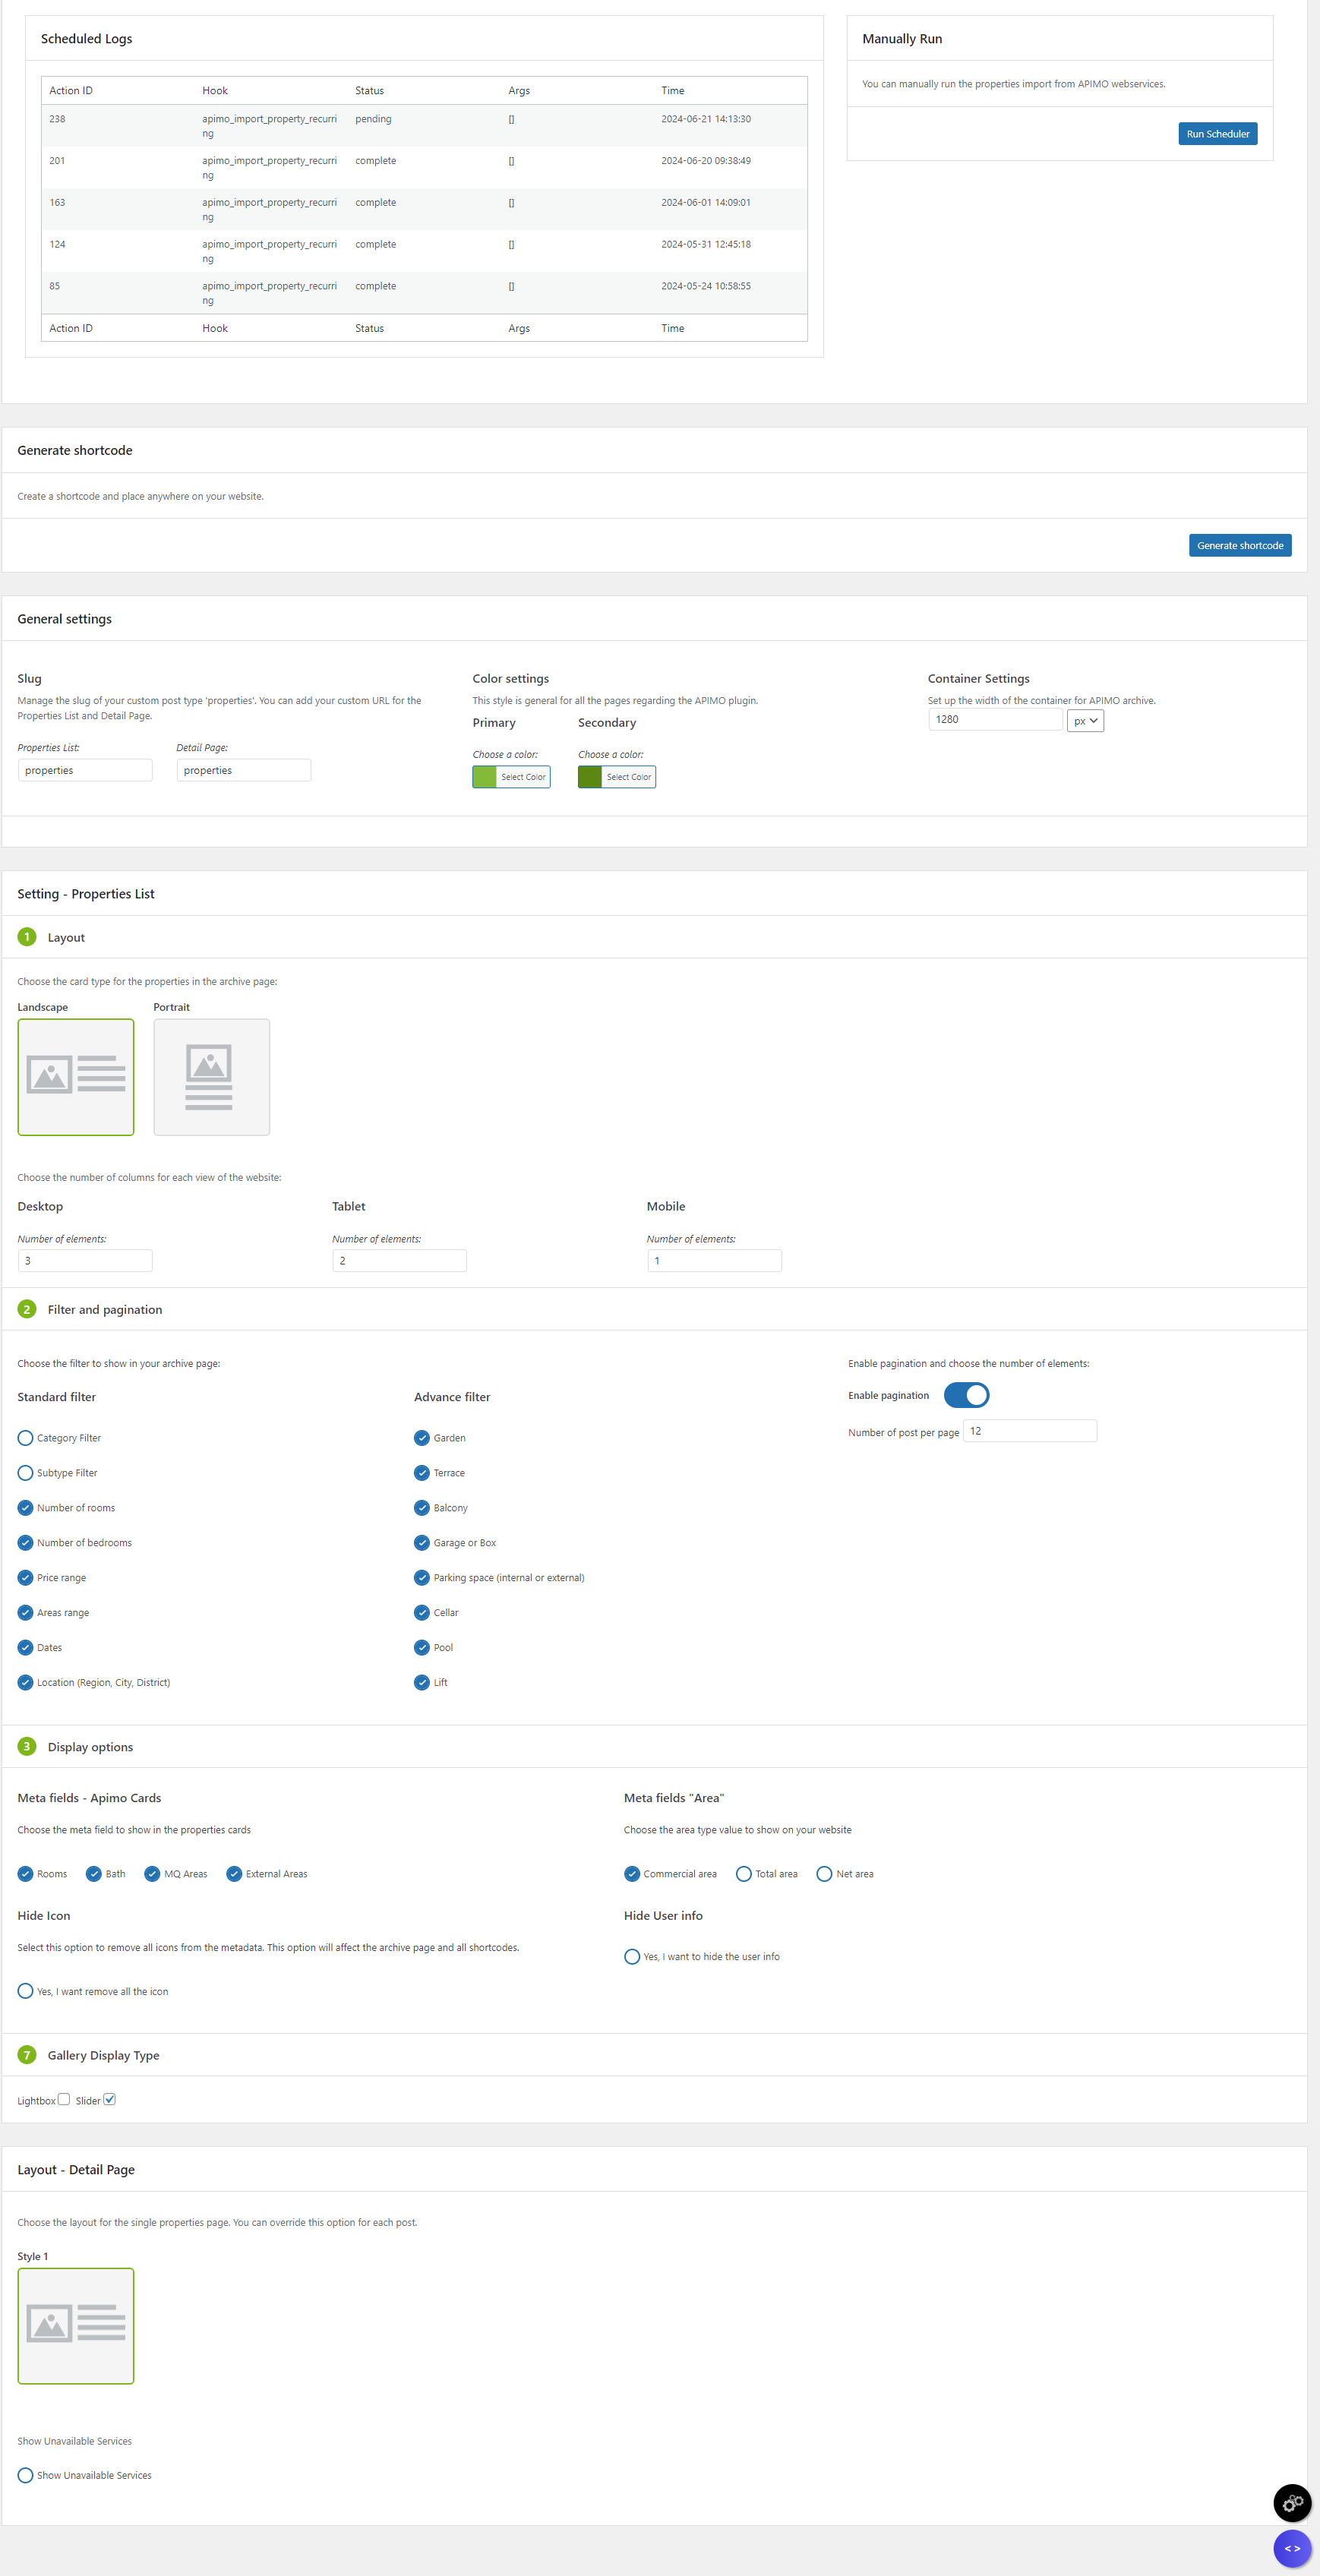 Scheduled Logs
Action ID Hook Status Args Time
238 apimo_import_property_recurri pending [] 2024-06-21 14:13:30
ng
201 apimo_import_property_recurri complete [] 2024-06-20 09:38:49
ng
163 apimo_import_property_recurri complete [] 2024-06-01 14:09:01
ng
124 apimo_import_property_recurri complete [] 2024-05-31 12:45:18
ng
85 apimo_import_property_recurri complete [] 2024-05-24 10:58:55
ng
Action ID Hook Status Args Time
Manually Run
You can manually run the properties import from APIMO webservices.
Run Scheduler
Generate shortcode
Create a shortcode and place anywhere on your website.
Generate shortcode
General settings
Slug
Manage the slug of your custom post type 'properties'. You can add your custom URL for the
Properties List and Detail Page.
Properties List: Detail Page:
properties properties
Color settings
This style is general for all the pages regarding the APIMO plugin.
Primary Secondary
Choose a color: Choose a color:
Select Color Select Color
Container Settings
Set up the width of the container for APIMO archive.
1280 px
Setting - Properties List
1 Layout
Choose the card type for the properties in the archive page:
Landscape Portrait
Choose the number of columns for each view of the website:
Desktop Tablet Mobile
Number of elements: Number of elements: Number of elements:
3 2 1
2 Filter and pagination
Choose the filter to show in your archive page:
Standard filter
Category Filter
Subtype Filter
Number of rooms
Number of bedrooms
Price range
Areas range
Dates
Location (Region, City, District)
Advance filter
Garden
Terrace
Balcony
Garage or Box
Parking space (internal or external)
Cellar
Pool
Lift
Enable pagination and choose the number of elements:
Enable pagination
Number of post per page 12
3 Display options
Meta fields - Apimo Cards
Choose the meta field to show in the properties cards
Rooms Bath MQ Areas External Areas
Meta fields "Area"
Choose the area type value to show on your website
Commercial area Total area Net area
Hide Icon
Select this option to remove all icons from the metadata. This option will affect the archive page and all shortcodes.
Yes, I want remove all the icon
Hide User info
Yes, I want to hide the user info
7 Gallery Display Type
Lightbox Slider
Layout - Detail Page
Choose the layout for the single properties page. You can override this option for each post.
Style 1
Show Unavailable Services
Show Unavailable Services
< >